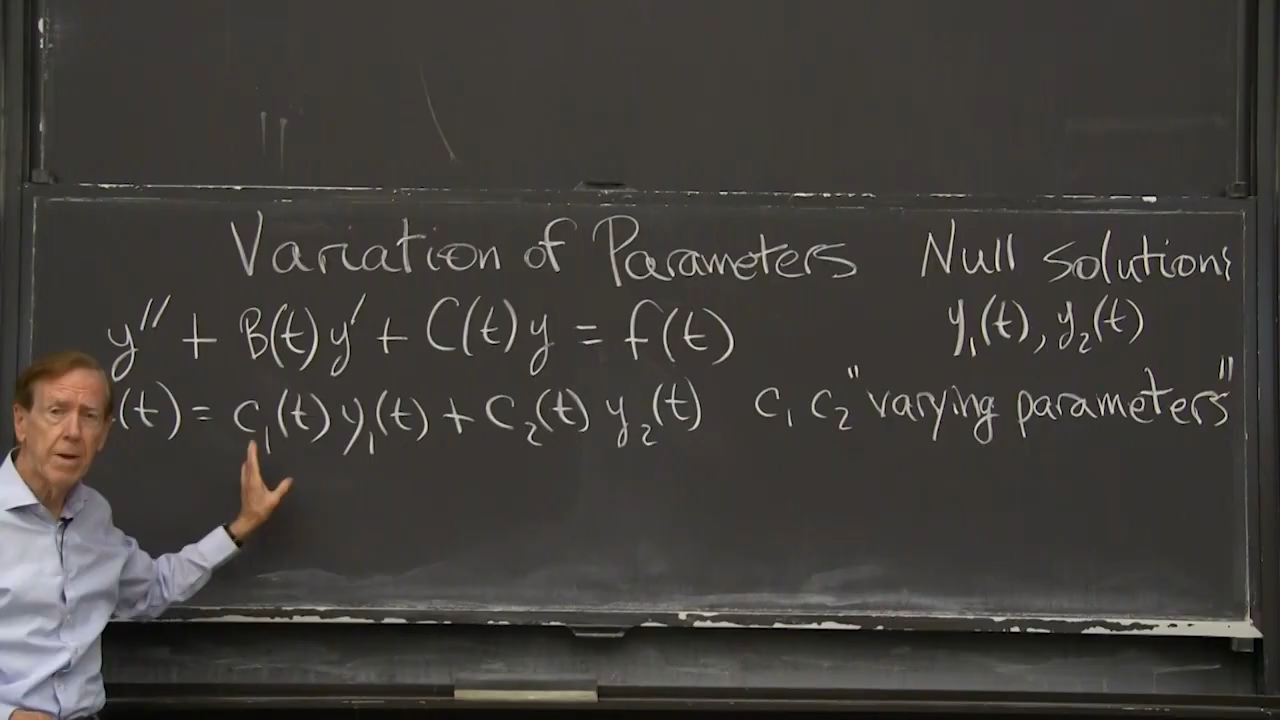 Variation of Parameters Null solutions
y'' + B(t)y' + C(t)y = f(t) y₁(t), y₂(t)
(t) = c₁(t) y₁(t) + c₂(t) y₂(t) c₁ c₂ "varying parameters"